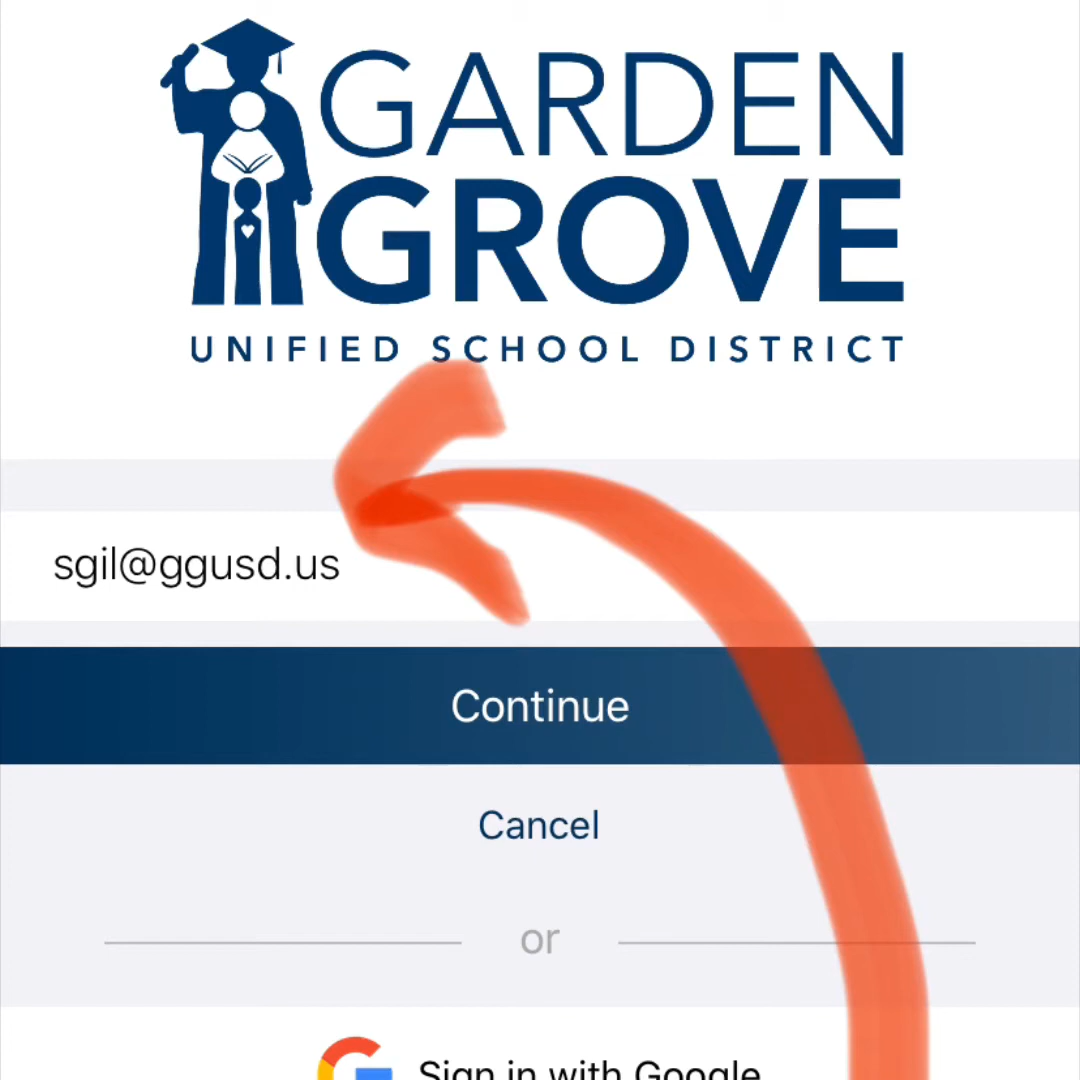 GARDEN
GROVE
UNIFIED SCHOOL DISTRICT
sgil@ggusd.us
Continue
Cancel
or
Sign in with Google